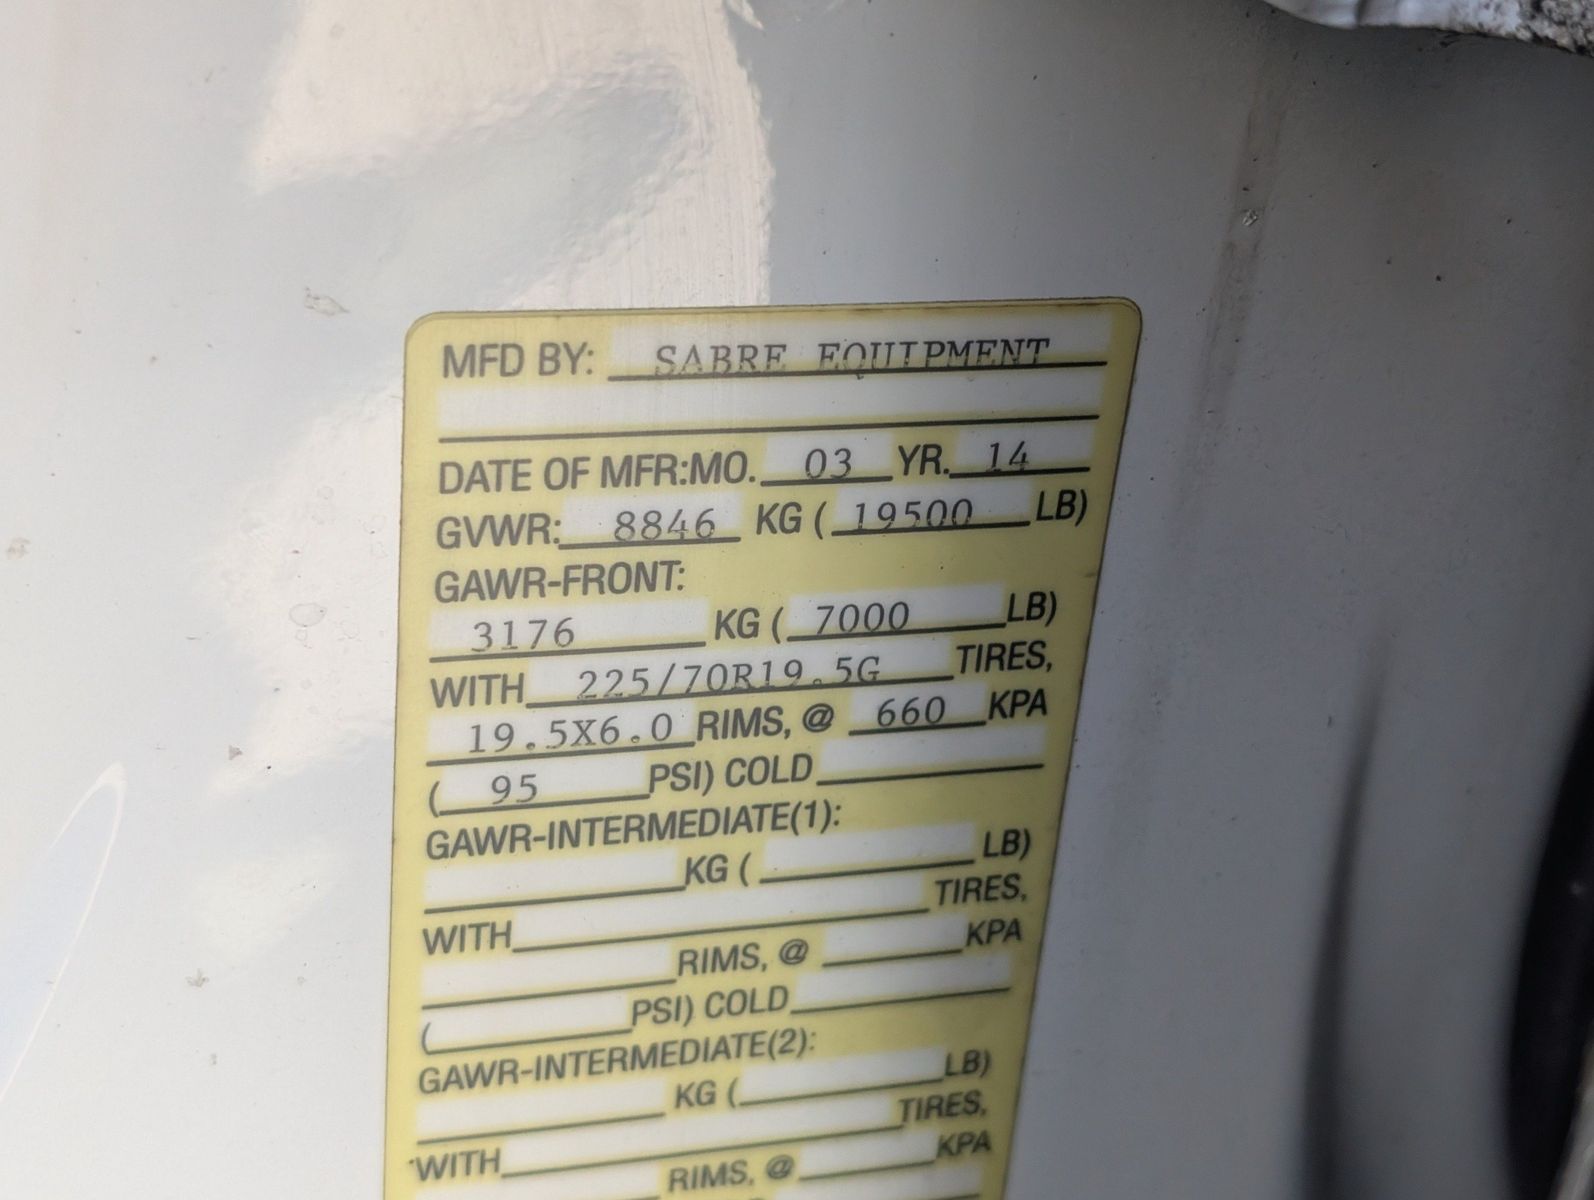 MFD BY: SABRE EQUIPMENT
DATE OF MFR:MO. 03 YR. 14
GVWR: 8846 KG ( 19500 LB)
GAWR-FRONT:
3176 KG ( 7000 LB)
WITH 225/70R19.5G TIRES,
19.5X6.0 RIMS, @ 660 KPA
( 95 PSI) COLD
GAWR-INTERMEDIATE(1):
KG ( LB)
WITH TIRES,
RIMS, @ KPA
( PSI) COLD
GAWR-INTERMEDIATE(2):
KG ( LB)
WITH TIRES,
RIMS, @ KPA